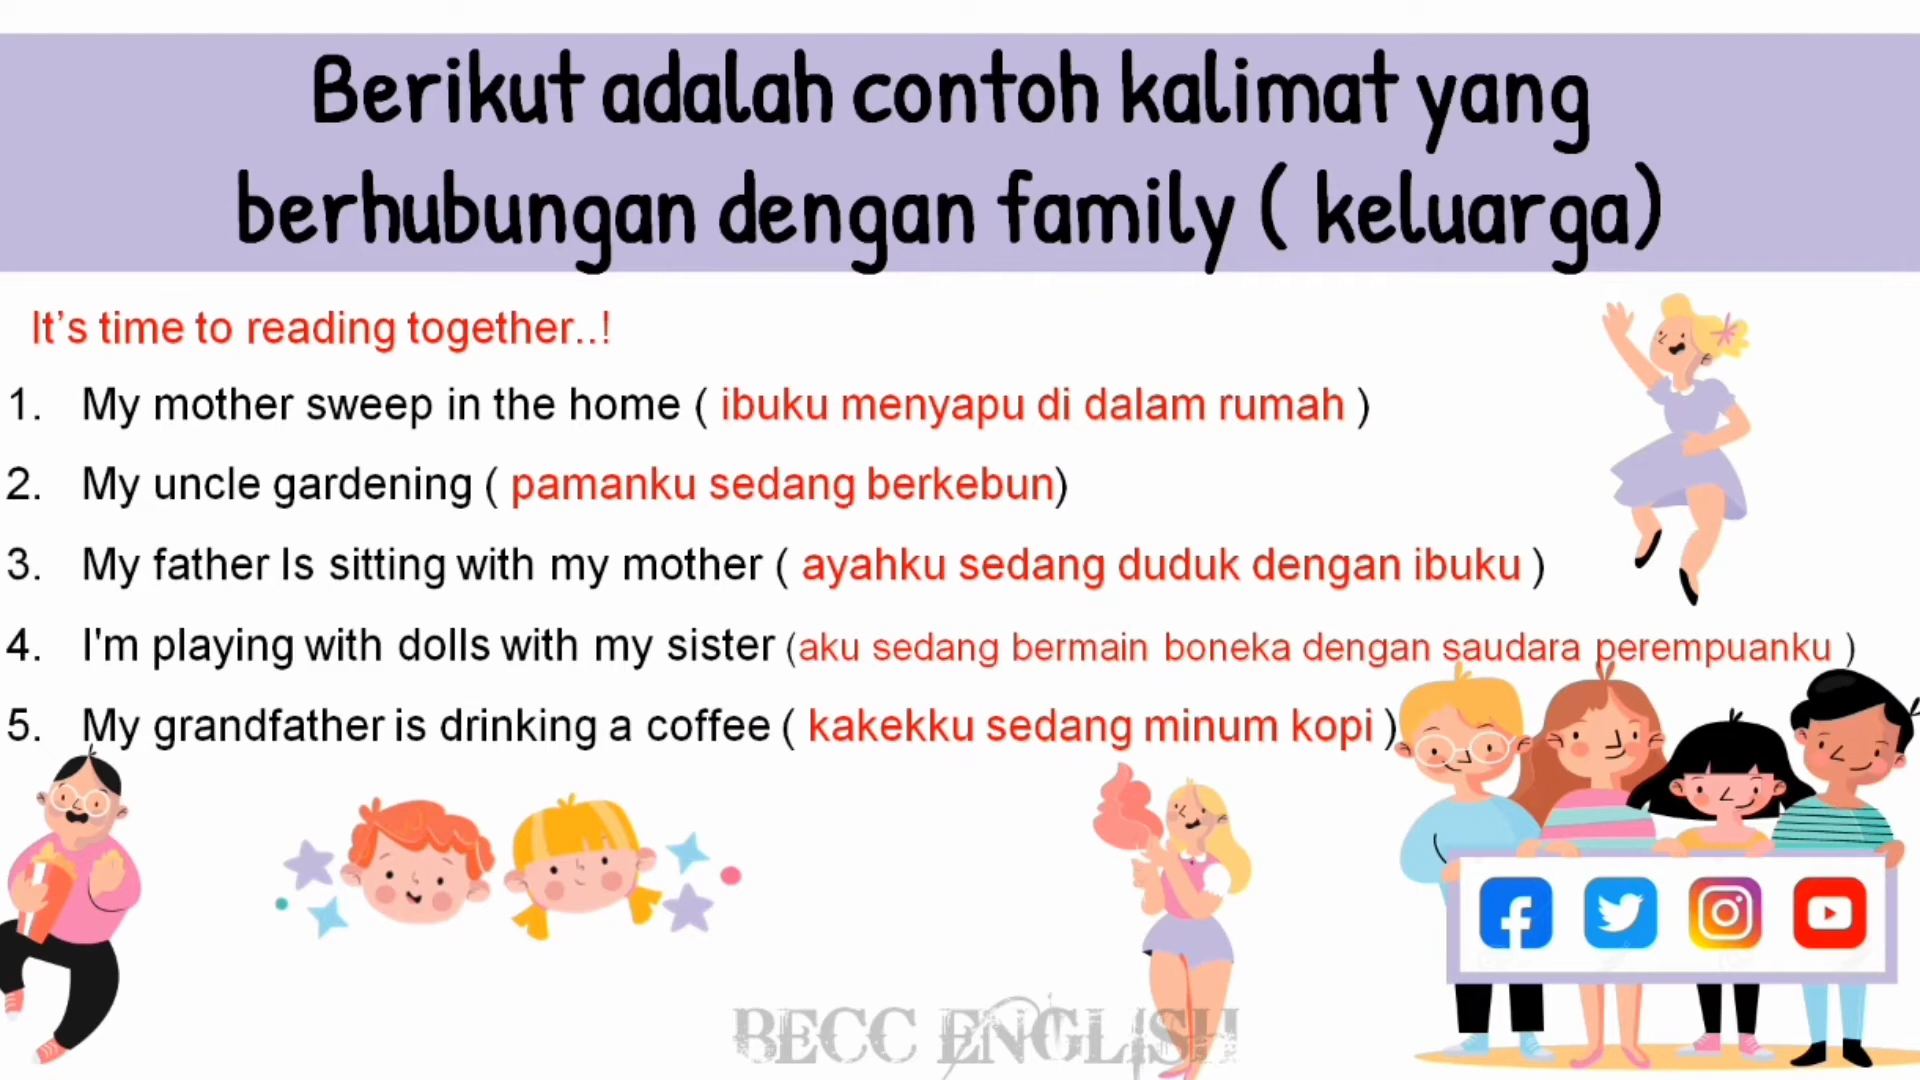 Berikut adalah contoh kalimat yang
berhubungan dengan family ( keluarga)
It's time to reading together..!
1. My mother sweep in the home ( ibuku menyapu di dalam rumah )
2. My uncle gardening ( pamanku sedang berkebun)
3. My father Is sitting with my mother ( ayahku sedang duduk dengan ibuku )
4. I'm playing with dolls with my sister (aku sedang bermain boneka dengan saudara perempuanku )
5. My grandfather is drinking a coffee ( kakekku sedang minum kopi )
BECC ENGLISH